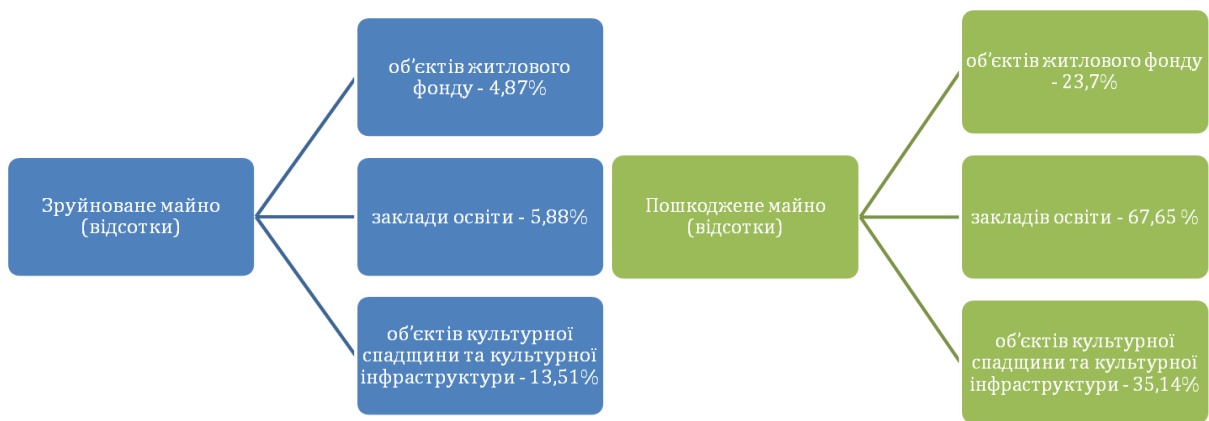 Зруйноване майно
(відсотки)
об’єктів житлового
фонду - 4,87%
заклади освіти - 5,88%
об’єктів культурної
спадщини та культурної
інфраструктури - 13,51%
Пошкоджене майно
(відсотки)
об’єктів житлового фонду
- 23,7%
закладів освіти - 67,65 %
об’єктів культурної
спадщини та культурної
інфраструктури - 35,14%